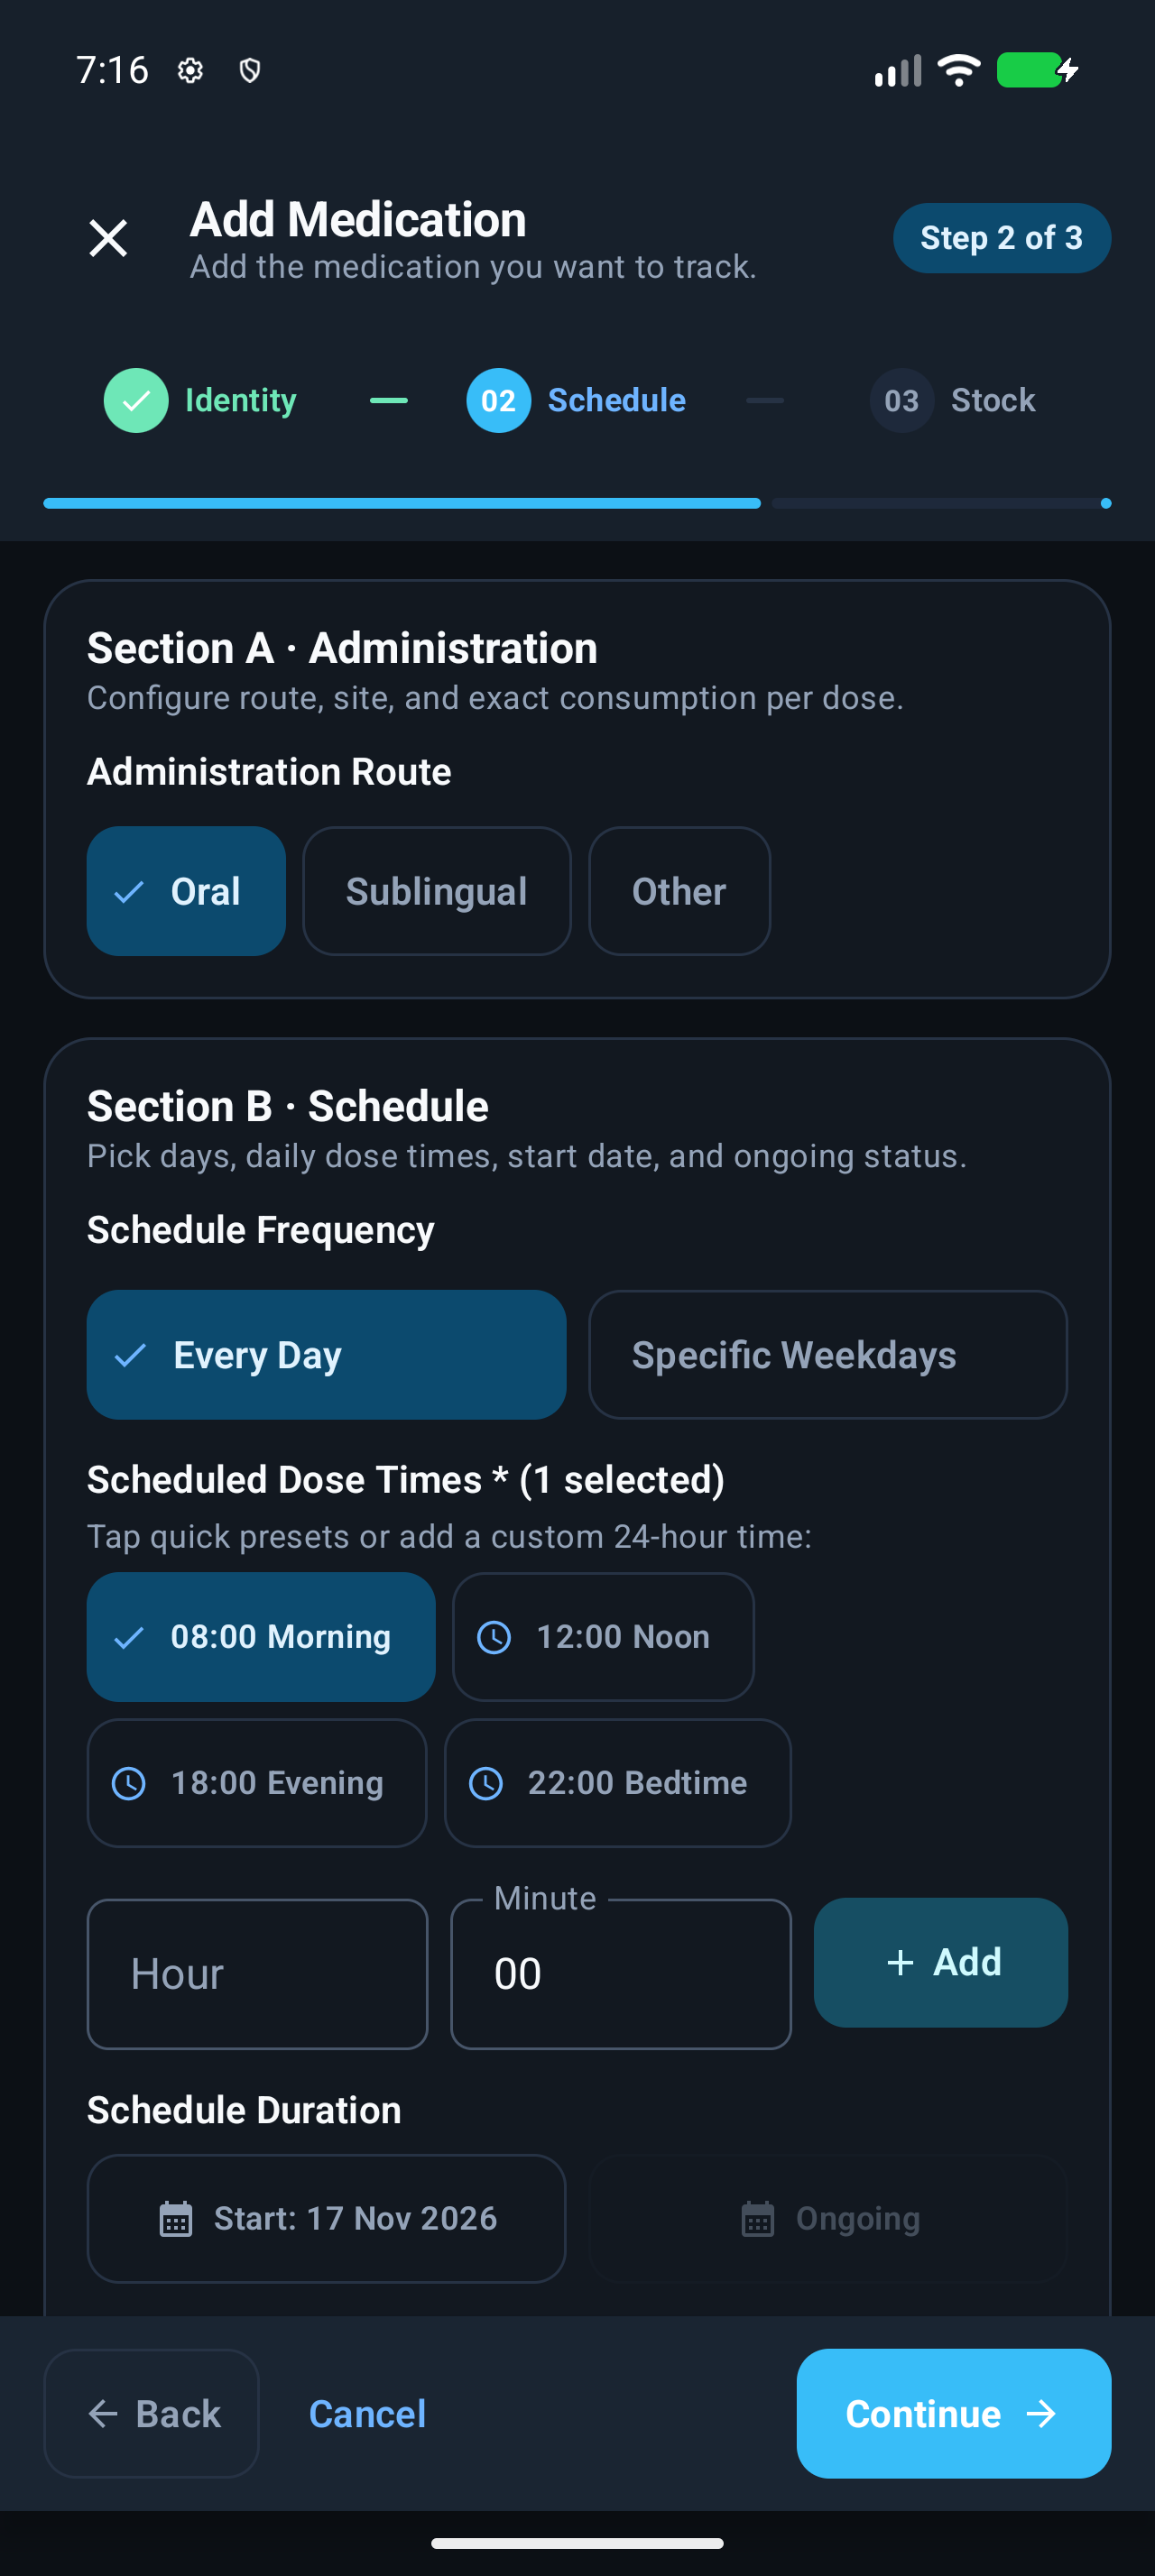 7:16
Add Medication
Add the medication you want to track.
Step 2 of 3
Identity
02 Schedule
03 Stock
Section A · Administration
Configure route, site, and exact consumption per dose.
Administration Route
Oral
Sublingual
Other
Section B · Schedule
Pick days, daily dose times, start date, and ongoing status.
Schedule Frequency
Every Day
Specific Weekdays
Scheduled Dose Times * (1 selected)
Tap quick presets or add a custom 24-hour time:
08:00 Morning
12:00 Noon
18:00 Evening
22:00 Bedtime
Hour
Minute
00
+ Add
Schedule Duration
Start: 17 Nov 2026
Ongoing
Back
Cancel
Continue